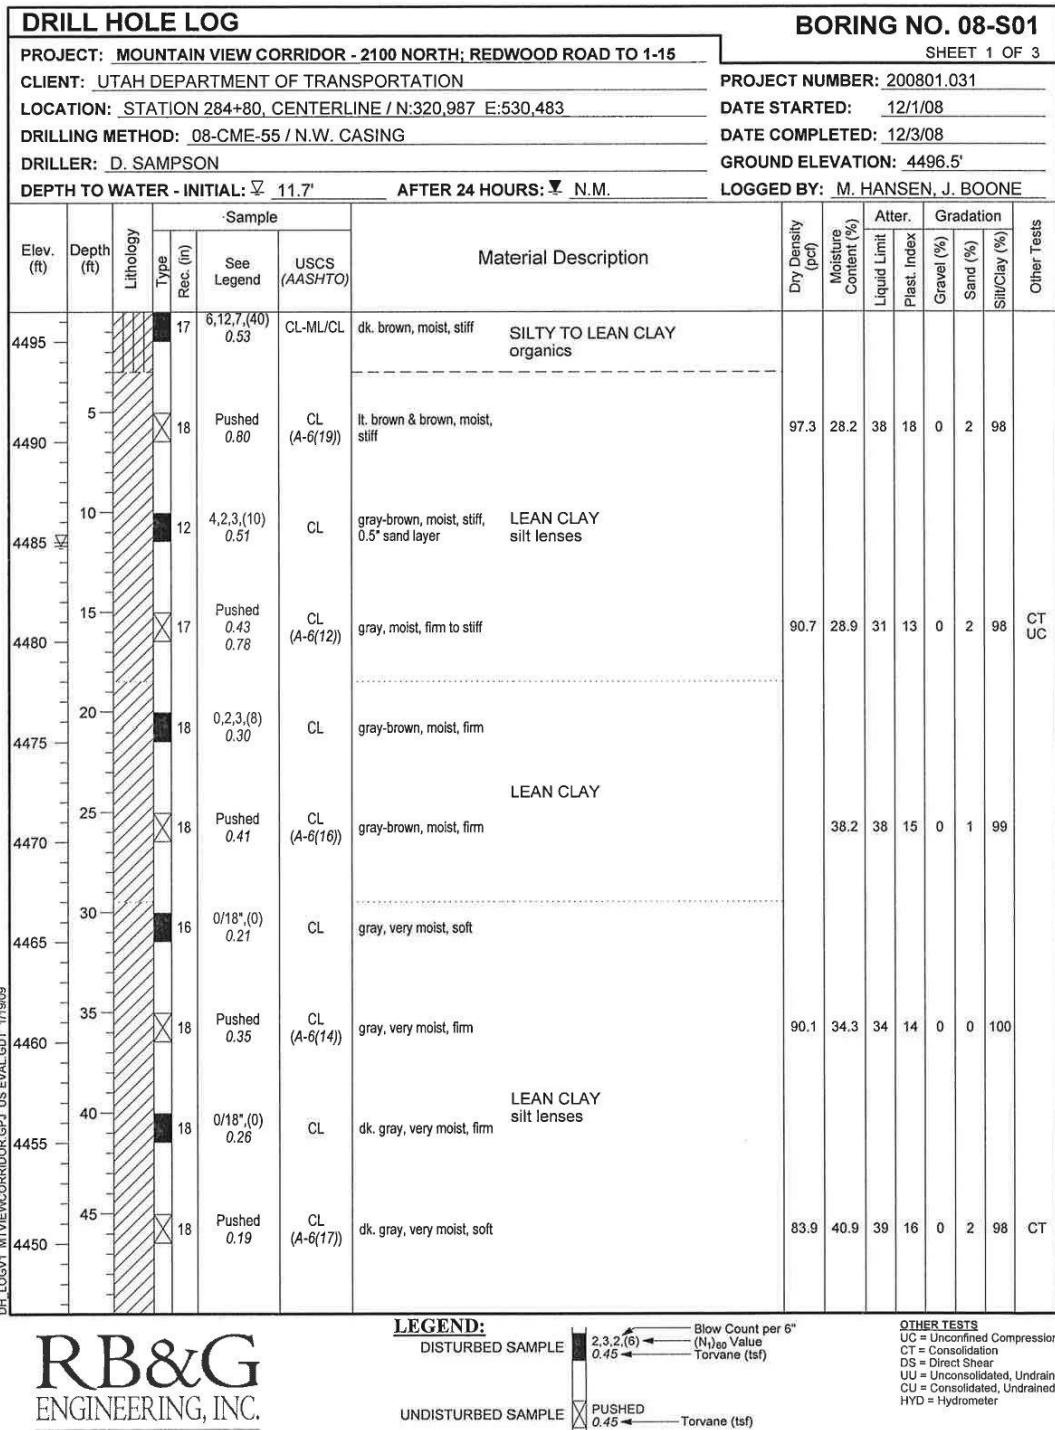 DRILL HOLE LOG
BORING NO. 08-S01
PROJECT: MOUNTAIN VIEW CORRIDOR - 2100 NORTH; REDWOOD ROAD TO 1-15
SHEET 1 OF 3
CLIENT: UTAH DEPARTMENT OF TRANSPORTATION
PROJECT NUMBER: 200801.031
LOCATION: STATION 284+80, CENTERLINE / N:320,987 E:530,483
DATE STARTED: 12/1/08
DRILLING METHOD: 08-CME-55 / N.W. CASING
DATE COMPLETED: 12/3/08
DRILLER: D. SAMPSON
GROUND ELEVATION: 4496.5'
DEPTH TO WATER - INITIAL: 11.7' AFTER 24 HOURS: N.M.
LOGGED BY: M. HANSEN, J. BOONE
Elev. (ft)
Depth (ft)
Lithology
Sample
Type
Rec. (in)
See Legend
USCS (AASHTO)
Material Description
Dry Density (pcf)
Moisture Content (%)
Atter.
Liquid Limit
Plast. Index
Gradation
Gravel (%)
Sand (%)
Silt/Clay (%)
Other Tests
17 6,12,7,(40) CL-ML/CL dk. brown, moist, stiff SILTY TO LEAN CLAY
0.53 organics
4495
5
18 Pushed CL lt. brown & brown, moist, 97.3 28.2 38 18 0 2 98
0.80 (A-6(19)) stiff
4490
10
12 4,2,3,(10) CL gray-brown, moist, stiff, LEAN CLAY
0.51 0.5" sand layer silt lenses
4485
15
17 Pushed CL gray, moist, firm to stiff 90.7 28.9 31 13 0 2 98 CT
0.43 (A-6(12)) UC
0.78
4480
20
18 0,2,3,(8) CL gray-brown, moist, firm
0.30
4475
LEAN CLAY
25
18 Pushed CL gray-brown, moist, firm 38.2 38 15 0 1 99
0.41 (A-6(16))
4470
30
16 0/18",(0) CL gray, very moist, soft
0.21
4465
35
18 Pushed CL gray, very moist, firm 90.1 34.3 34 14 0 0 100
0.35 (A-6(14))
4460
LEAN CLAY
silt lenses
40
18 0/18",(0) CL dk. gray, very moist, firm
0.26
4455
45
18 Pushed CL dk. gray, very moist, soft 83.9 40.9 39 16 0 2 98 CT
0.19 (A-6(17))
4450
DH_LOGV1 MTVIEWCORRIDOR.GPJ US EVAL.GDT 1/19/09
RB&G
ENGINEERING, INC.
LEGEND:
DISTURBED SAMPLE
2,3,2,(6)
0.45
Blow Count per 6"
(N1)60 Value
Torvane (tsf)
UNDISTURBED SAMPLE
PUSHED
0.45
Torvane (tsf)
OTHER TESTS
UC = Unconfined Compression
CT = Consolidation
DS = Direct Shear
UU = Unconsolidated, Undrain
CU = Consolidated, Undrained
HYD = Hydrometer